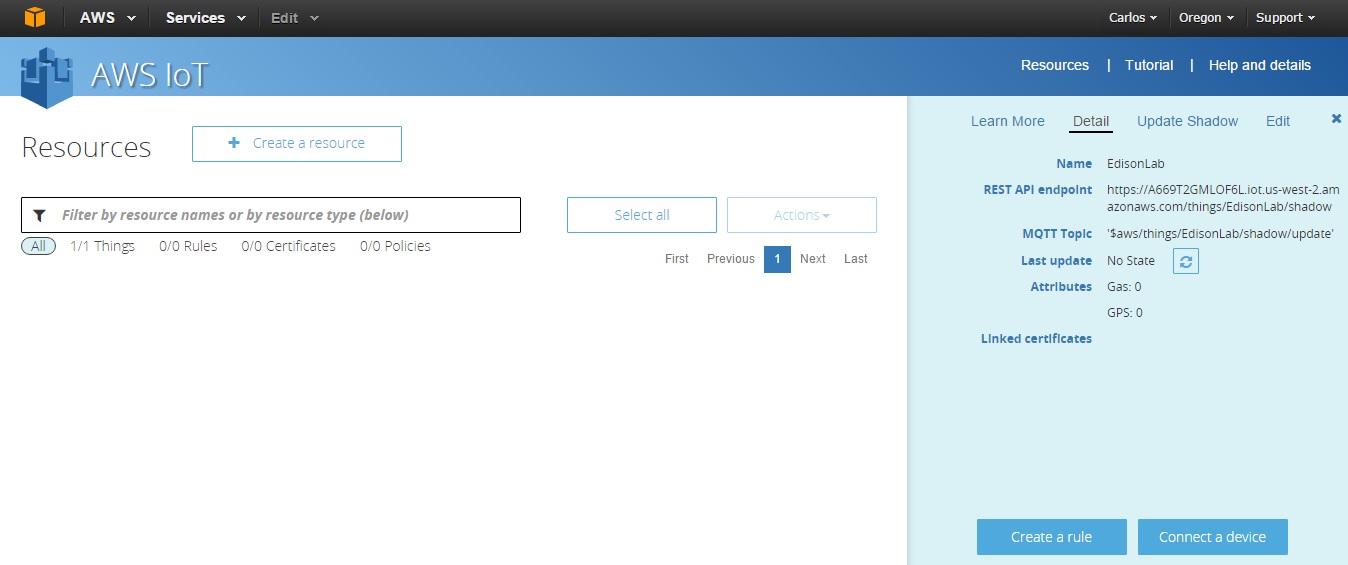 AWS Services Edit Carlos Oregon Support
AWS IoT
Resources | Tutorial | Help and details
Resources
+ Create a resource
Filter by resource names or by resource type (below)
Select all
Actions
All 1/1 Things 0/0 Rules 0/0 Certificates 0/0 Policies
First Previous 1 Next Last
Learn More Detail Update Shadow Edit
Name EdisonLab
REST API endpoint https://A669T2GMLOF6L.iot.us-west-2.am
azonaws.com/things/EdisonLab/shadow
MQTT Topic '$aws/things/EdisonLab/shadow/update'
Last update No State
Attributes Gas: 0
GPS: 0
Linked certificates
Create a rule Connect a device